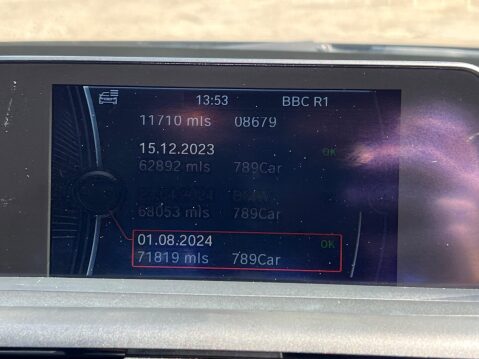 13:53 BBC R1
11710 mls 08679
15.12.2023 OK
62892 mls 789Car
68053 mls 789Car
01.08.2024 OK
71819 mls 789Car